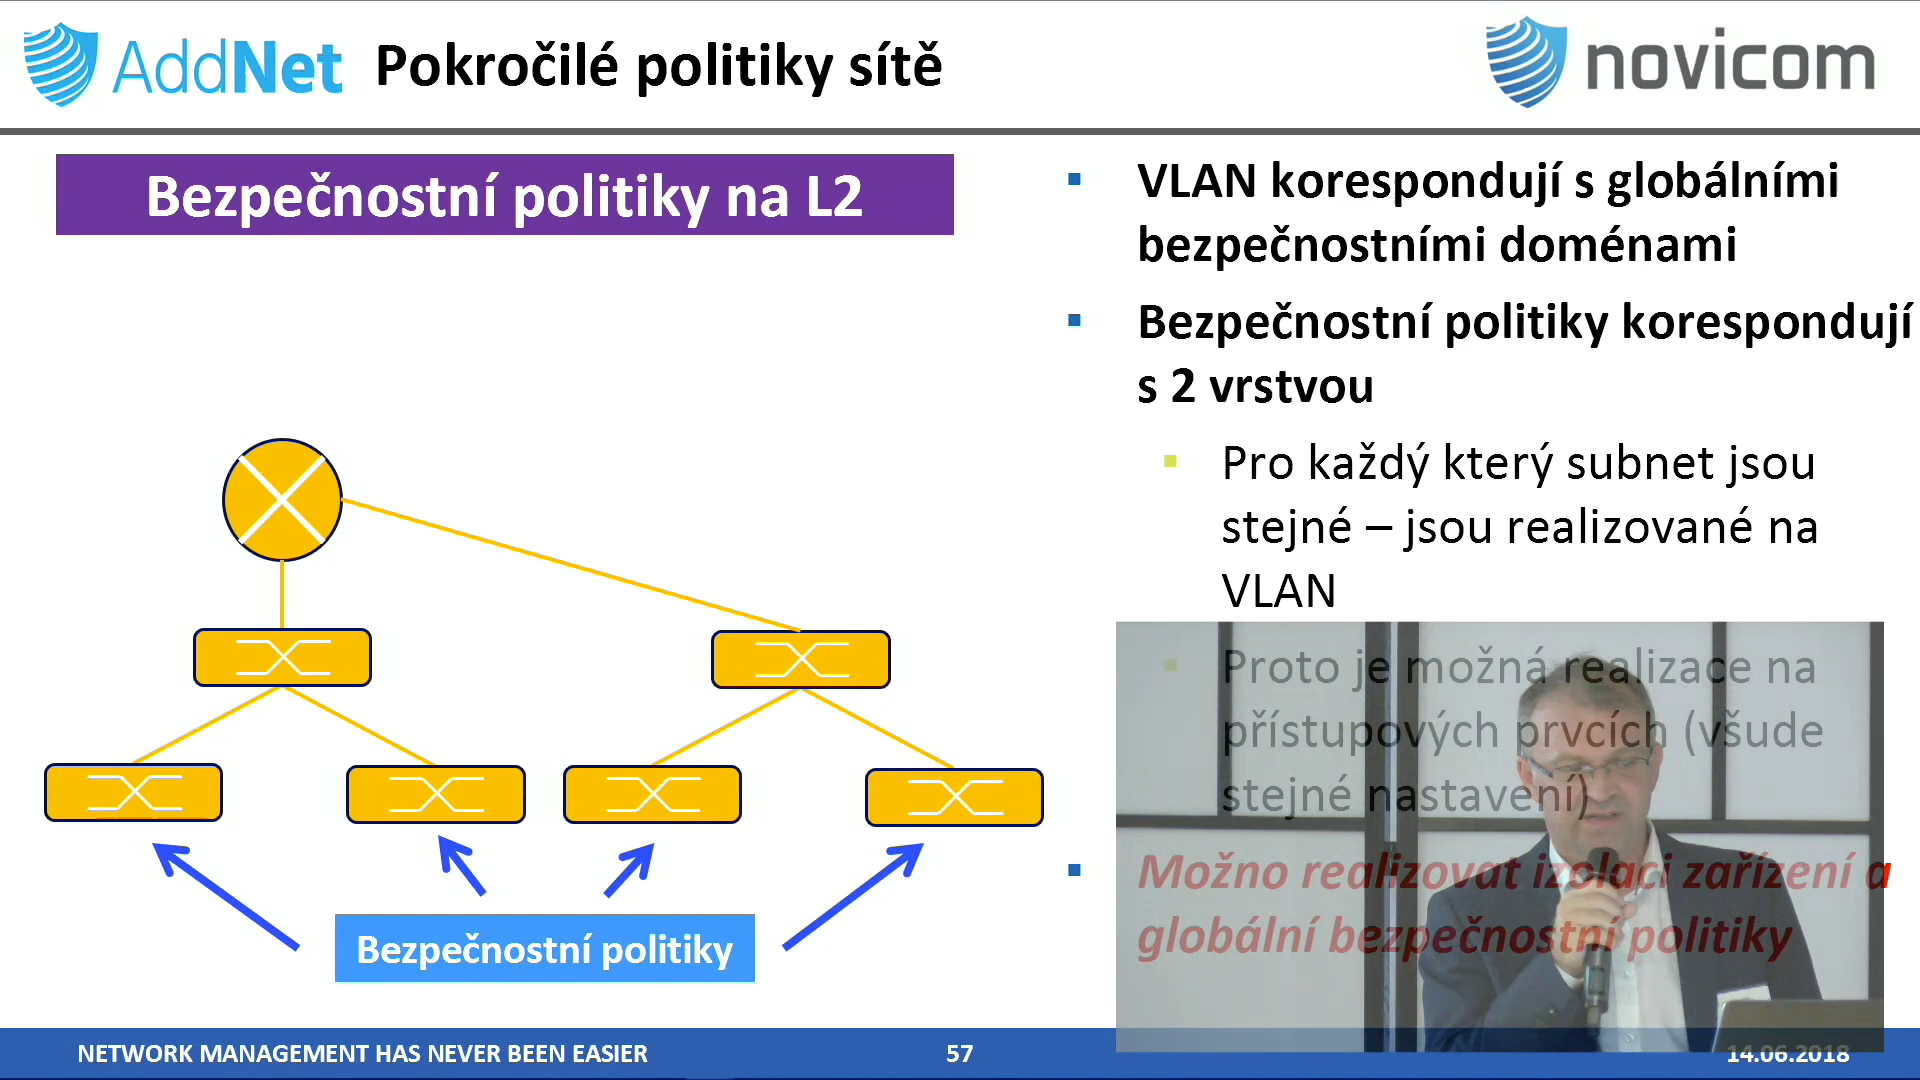 AddNet Pokročilé politiky sítě
novicom
Bezpečnostní politiky na L2
VLAN korespondují s globálními
bezpečnostními doménami
Bezpečnostní politiky korespondují
s 2 vrstvou
Pro každý který subnet jsou
stejné – jsou realizované na
VLAN
Proto je možná realizace na
přístupových prvcích (všude
stejné nastavení)
Možno realizovat izolaci zařízení a
globální bezpečnostní politiky
Bezpečnostní politiky
NETWORK MANAGEMENT HAS NEVER BEEN EASIER
57
14.06.2018